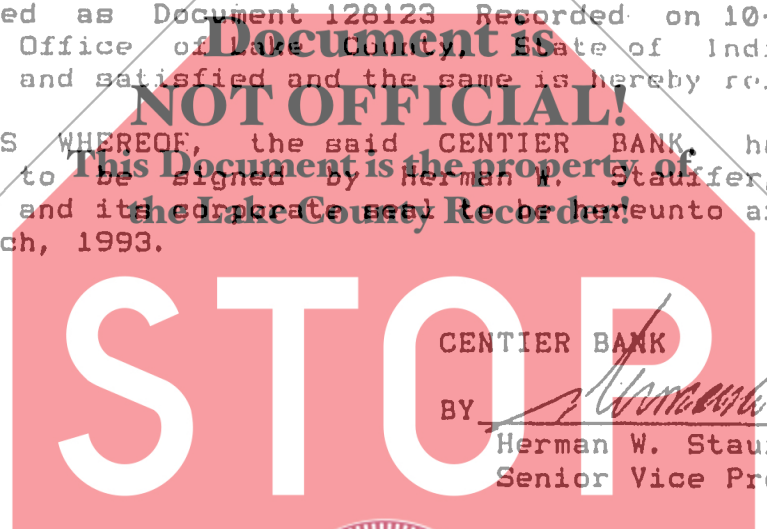 ed as Document 128123 Recorded on 10-
Document is
Office of Lake County, State of Indi
and satisfied and the same is hereby re
NOT OFFICIAL!
S WHEREOF, the said CENTIER BANK, ha
This Document is the property of
to be signed by Herman W. Stauffer,
the Lake County Recorder!
and its corporate seal to be hereunto a
ch, 1993.
STOP
CENTIER BANK
BY
Herman W. Stau
Senior Vice Pre